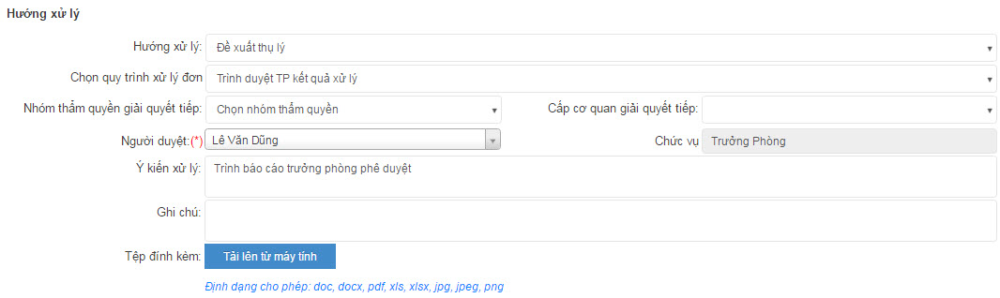 Hướng xử lý
Hướng xử lý: Đề xuất thụ lý
Chọn quy trình xử lý đơn Trình duyệt TP kết quả xử lý
Nhóm thẩm quyền giải quyết tiếp: Chọn nhóm thẩm quyền Cấp cơ quan giải quyết tiếp:
Người duyệt:(*) Lê Văn Dũng Chức vụ Trưởng Phòng
Ý kiến xử lý: Trình báo cáo trưởng phòng phê duyệt
Ghi chú:
Tệp đính kèm: Tải lên từ máy tính
Định dạng cho phép: doc, docx, pdf, xls, xlsx, jpg, jpeg, png